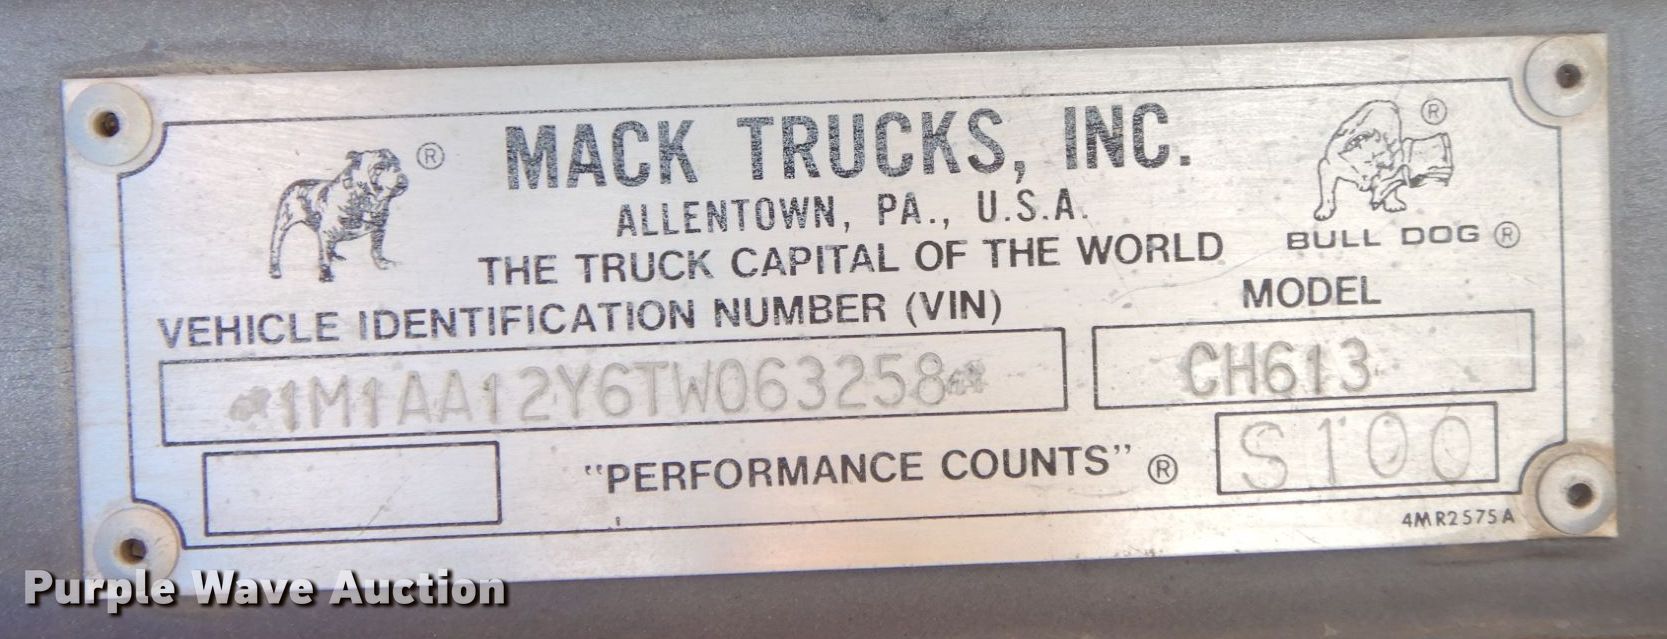 MACK TRUCKS, INC.
ALLENTOWN, PA., U.S.A.
THE TRUCK CAPITAL OF THE WORLD
®
®
BULL DOG ®
VEHICLE IDENTIFICATION NUMBER (VIN)
MODEL
1M1AA12Y6TW063258
CH613
"PERFORMANCE COUNTS" ®
S100
4MR2575A
Purple Wave Auction